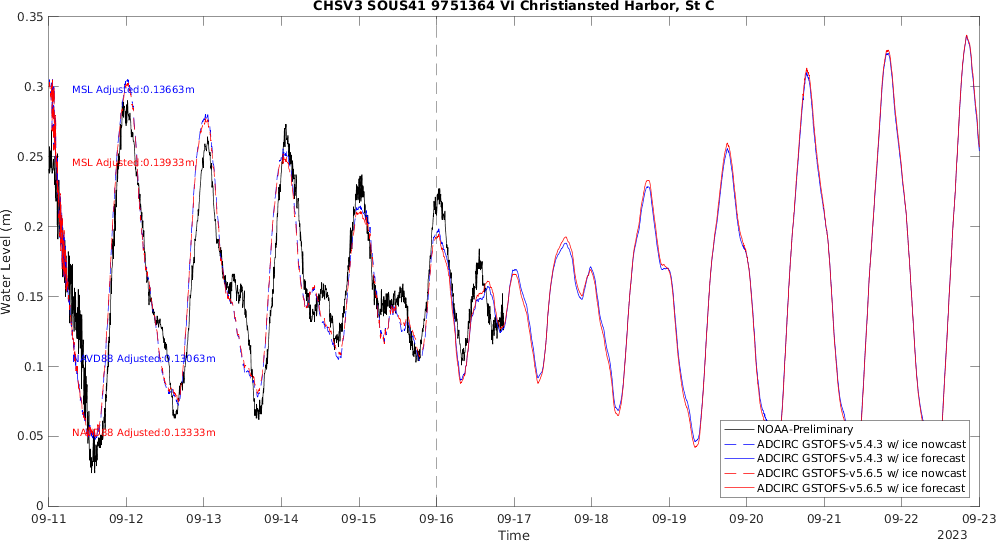 CHSV3 SOUS41 9751364 VI Christiansted Harbor, St C
Water Level (m)
0.35
0.3
0.25
0.2
0.15
0.1
0.05
0
MSL Adjusted:0.13663m
MSL Adjusted:0.13933m
NAVD88 Adjusted:0.13063m
NAVD88 Adjusted:0.13333m
NOAA-Preliminary
ADCIRC GSTOFS-v5.4.3 w/ ice nowcast
ADCIRC GSTOFS-v5.4.3 w/ ice forecast
ADCIRC GSTOFS-v5.6.5 w/ ice nowcast
ADCIRC GSTOFS-v5.6.5 w/ ice forecast
09-11 09-12 09-13 09-14 09-15 09-16 09-17 09-18 09-19 09-20 09-21 09-22 09-23
Time
2023